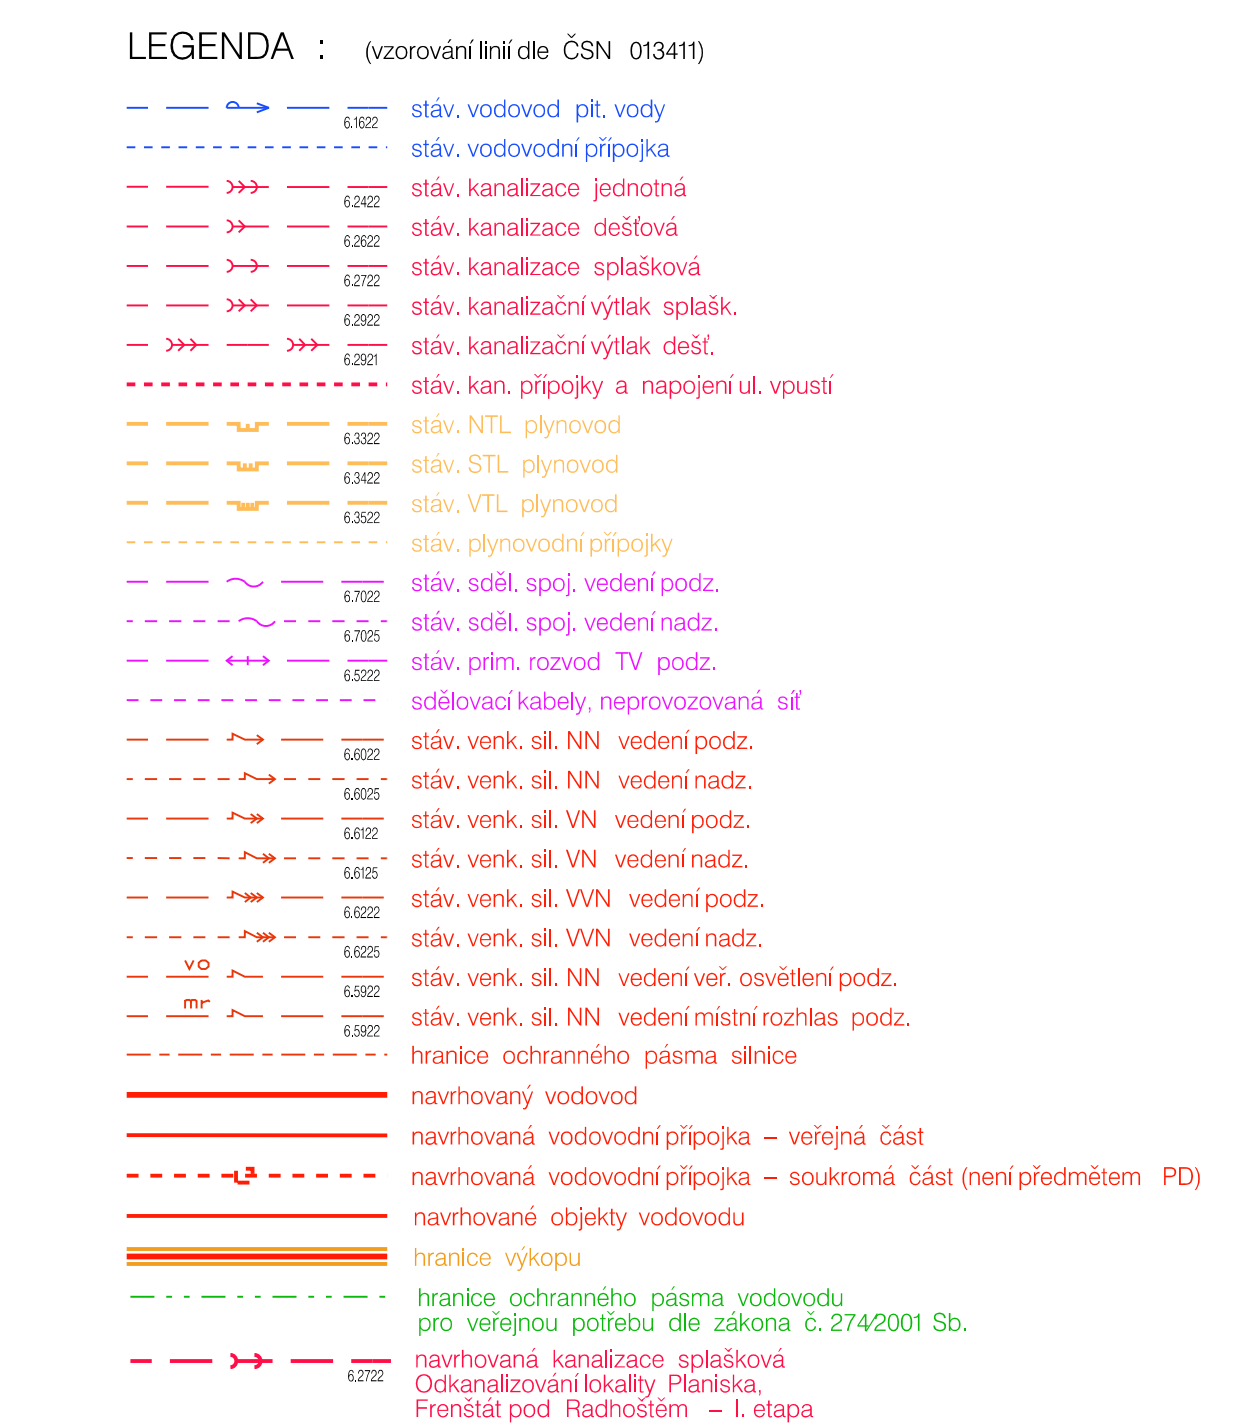 LEGENDA : (vzorování linií dle ČSN 013411)
stáv. vodovod pit. vody
6.1622
stáv. vodovodní přípojka
stáv. kanalizace jednotná
6.2422
stáv. kanalizace dešťová
6.2622
stáv. kanalizace splašková
6.2722
stáv. kanalizační výtlak splašk.
6.2922
stáv. kanalizační výtlak dešť.
6.2921
stáv. kan. přípojky a napojení ul. vpustí
stáv. NTL plynovod
6.3322
stáv. STL plynovod
6.3422
stáv. VTL plynovod
6.3522
stáv. plynovodní přípojky
stáv. sděl. spoj. vedení podz.
6.7022
stáv. sděl. spoj. vedení nadz.
6.7025
stáv. prim. rozvod TV podz.
6.5222
sdělovací kabely, neprovozovaná síť
stáv. venk. sil. NN vedení podz.
6.6022
stáv. venk. sil. NN vedení nadz.
6.6025
stáv. venk. sil. VN vedení podz.
6.6122
stáv. venk. sil. VN vedení nadz.
6.6125
stáv. venk. sil. VVN vedení podz.
6.6222
stáv. venk. sil. VVN vedení nadz.
6.6225
vo
stáv. venk. sil. NN vedení veř. osvětlení podz.
6.5922
mr
stáv. venk. sil. NN vedení místní rozhlas podz.
6.5922
hranice ochranného pásma silnice
navrhovaný vodovod
navrhovaná vodovodní přípojka – veřejná část
navrhovaná vodovodní přípojka – soukromá část (není předmětem PD)
navrhované objekty vodovodu
hranice výkopu
hranice ochranného pásma vodovodu
pro veřejnou potřebu dle zákona č. 274/2001 Sb.
navrhovaná kanalizace splašková
6.2722
Odkanalizování lokality Planiska,
Frenštát pod Radhoštěm – I. etapa